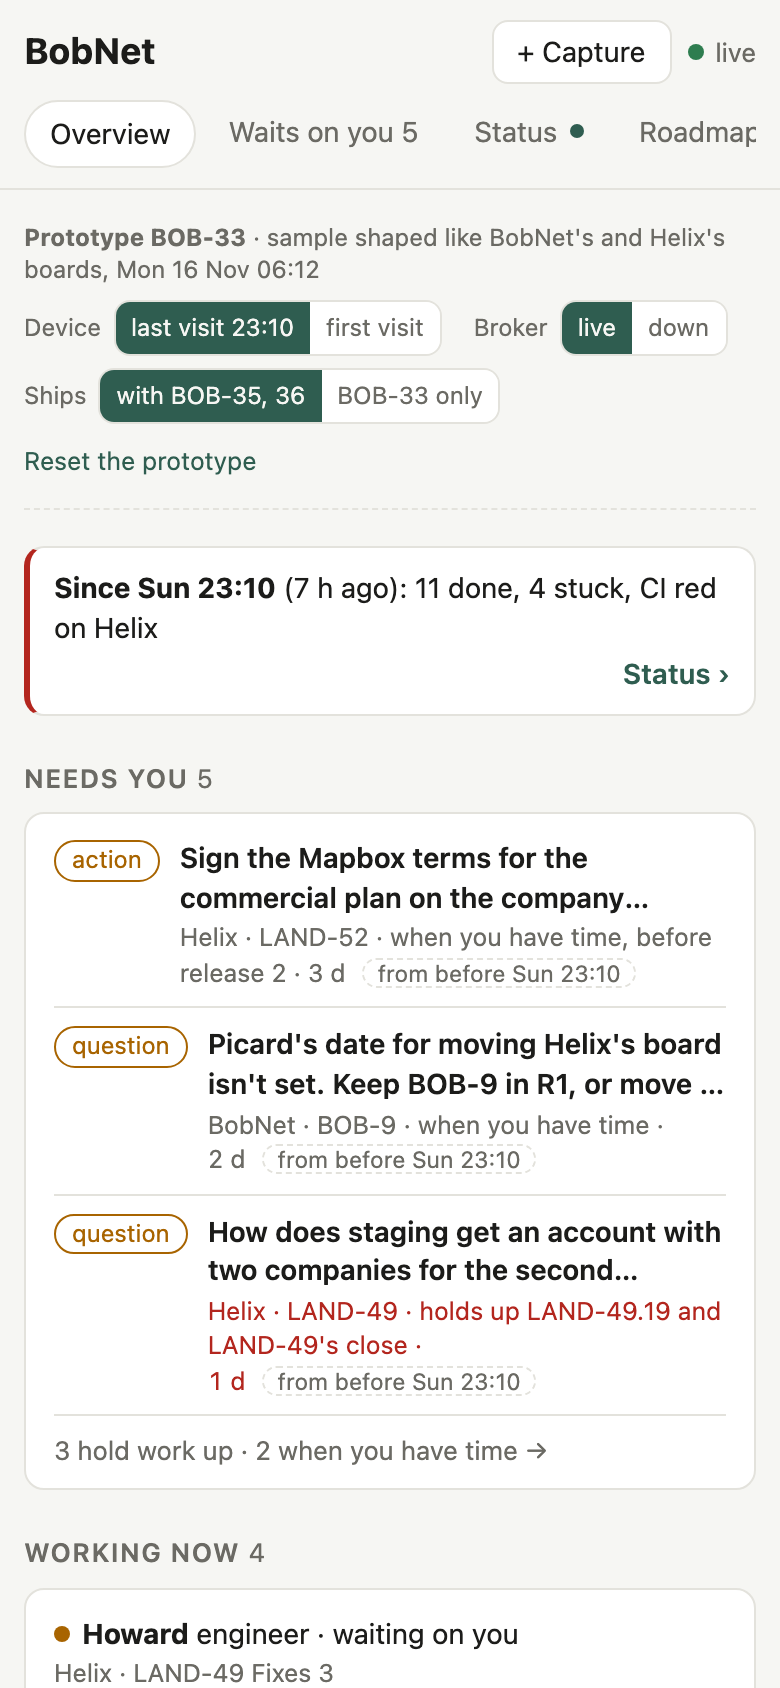 BobNet
+ Capture
live
Overview
Waits on you 5
Status
Roadmap
Prototype BOB-33 · sample shaped like BobNet's and Helix's
boards, Mon 16 Nov 06:12
Device
last visit 23:10
first visit
Broker
live
down
Ships
with BOB-35, 36
BOB-33 only
Reset the prototype
Since Sun 23:10 (7 h ago): 11 done, 4 stuck, CI red
on Helix
Status ›
NEEDS YOU 5
action
Sign the Mapbox terms for the
commercial plan on the company...
Helix · LAND-52 · when you have time, before
release 2 · 3 d from before Sun 23:10
question
Picard's date for moving Helix's board
isn't set. Keep BOB-9 in R1, or move ...
BobNet · BOB-9 · when you have time ·
2 d from before Sun 23:10
question
How does staging get an account with
two companies for the second...
Helix · LAND-49 · holds up LAND-49.19 and
LAND-49's close ·
1 d from before Sun 23:10
3 hold work up · 2 when you have time →
WORKING NOW 4
Howard engineer · waiting on you
Helix · LAND-49 Fixes 3